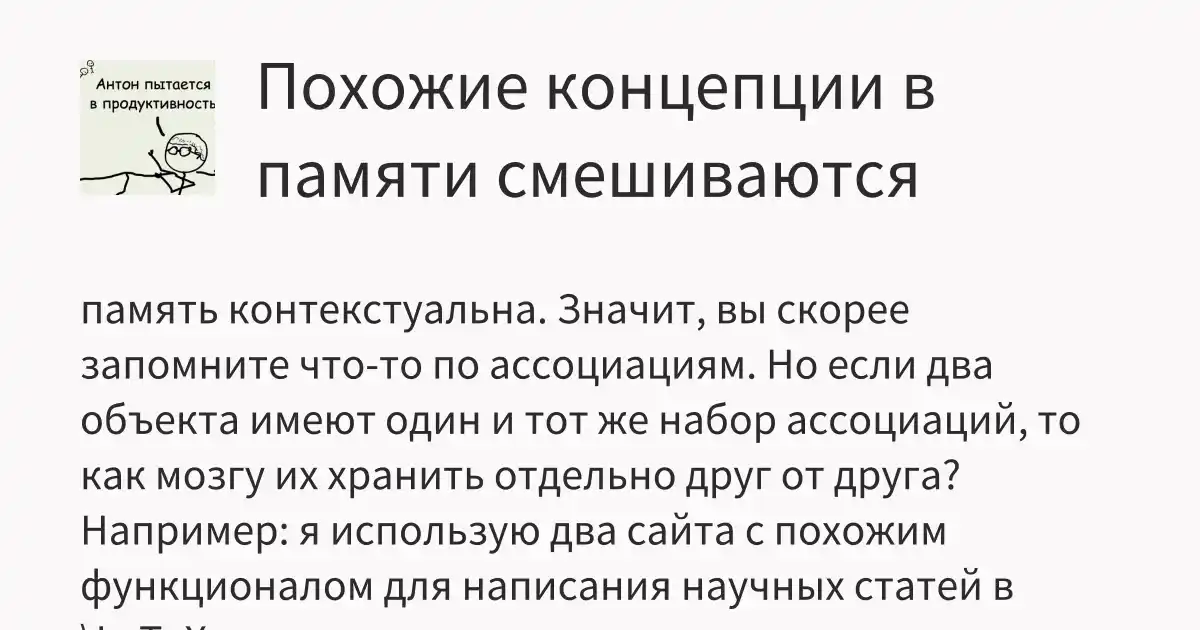 Антон пытается
в продуктивность
Похожие концепции в
памяти смешиваются
память контекстуальна. Значит, вы скорее
запомните что-то по ассоциациям. Но если два
объекта имеют один и тот же набор ассоциаций, то
как мозгу их хранить отдельно друг от друга?
Например: я использую два сайта с похожим
функционалом для написания научных статей в